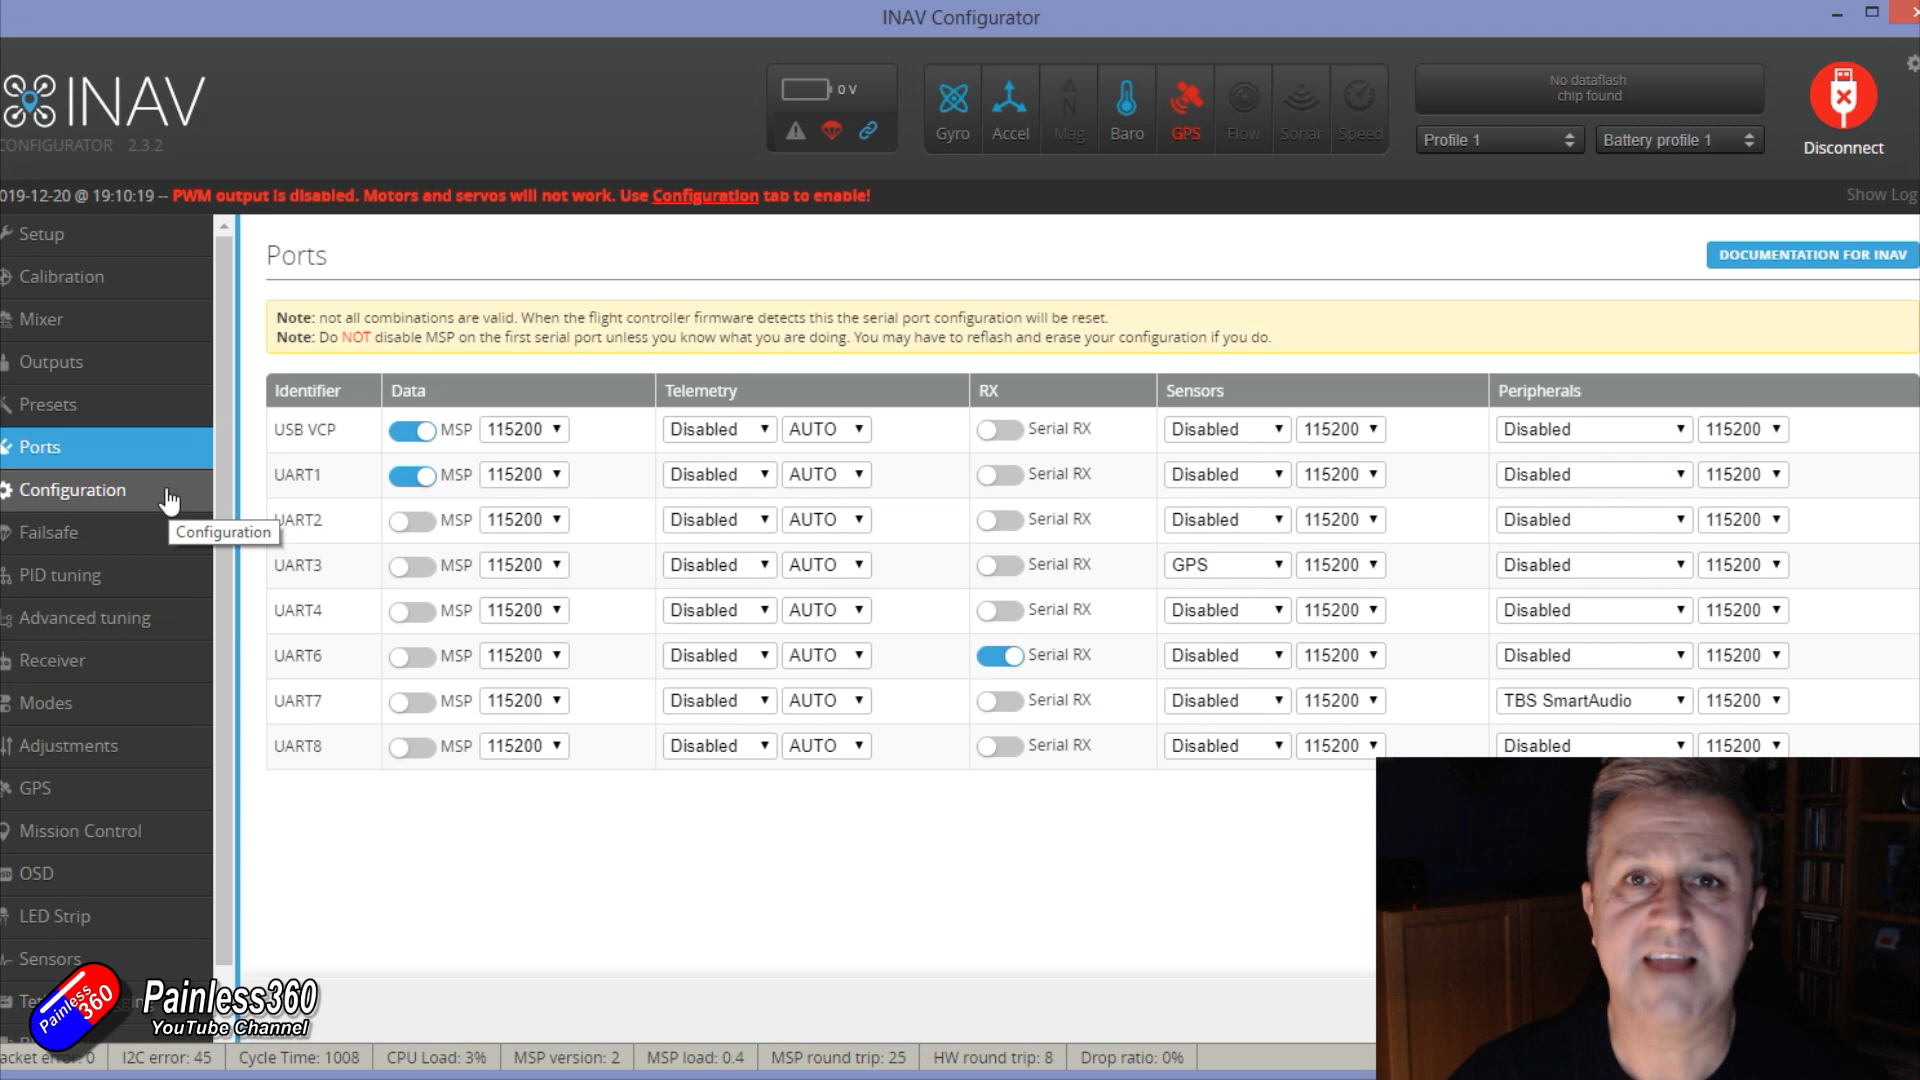 INAV Configurator
INAV
CONFIGURATOR 2.3.2
0 V
Gyro Accel Mag Baro GPS Flow Sonar Speed
No dataflash
chip found
Profile 1 Battery profile 1
Disconnect
019-12-20 @ 19:10:19 -- PWM output is disabled. Motors and servos will not work. Use Configuration tab to enable!
Show Log
Setup
Calibration
Mixer
Outputs
Presets
Ports
Configuration
Failsafe
PID tuning
Advanced tuning
Receiver
Modes
Adjustments
GPS
Mission Control
OSD
LED Strip
Sensors
Configuration
Ports
DOCUMENTATION FOR INAV
Note: not all combinations are valid. When the flight controller firmware detects this the serial port configuration will be reset.
Note: Do NOT disable MSP on the first serial port unless you know what you are doing. You may have to reflash and erase your configuration if you do.
Identifier Data Telemetry RX Sensors Peripherals
USB VCP MSP 115200 Disabled AUTO Serial RX Disabled 115200 Disabled 115200
UART1 MSP 115200 Disabled AUTO Serial RX Disabled 115200 Disabled 115200
UART2 MSP 115200 Disabled AUTO Serial RX Disabled 115200 Disabled 115200
UART3 MSP 115200 Disabled AUTO Serial RX GPS 115200 Disabled 115200
UART4 MSP 115200 Disabled AUTO Serial RX Disabled 115200 Disabled 115200
UART6 MSP 115200 Disabled AUTO Serial RX Disabled 115200 Disabled 115200
UART7 MSP 115200 Disabled AUTO Serial RX Disabled 115200 TBS SmartAudio 115200
UART8 MSP 115200 Disabled AUTO Serial RX Disabled 115200 Disabled 115200
Painless 360
Painless360
YouTube Channel
acket error: 0 I2C error: 45 Cycle Time: 1008 CPU Load: 3% MSP version: 2 MSP load: 0.4 MSP round trip: 25 HW round trip: 8 Drop ratio: 0%